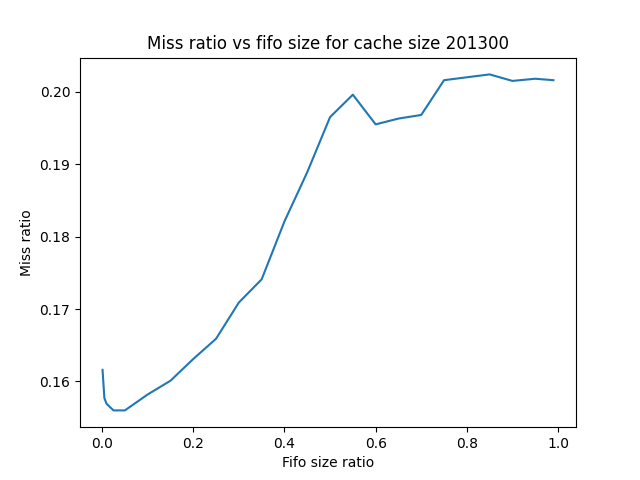 Miss ratio vs fifo size for cache size 201300
0.20
0.19
0.18
0.17
0.16
Miss ratio
0.0 0.2 0.4 0.6 0.8 1.0
Fifo size ratio